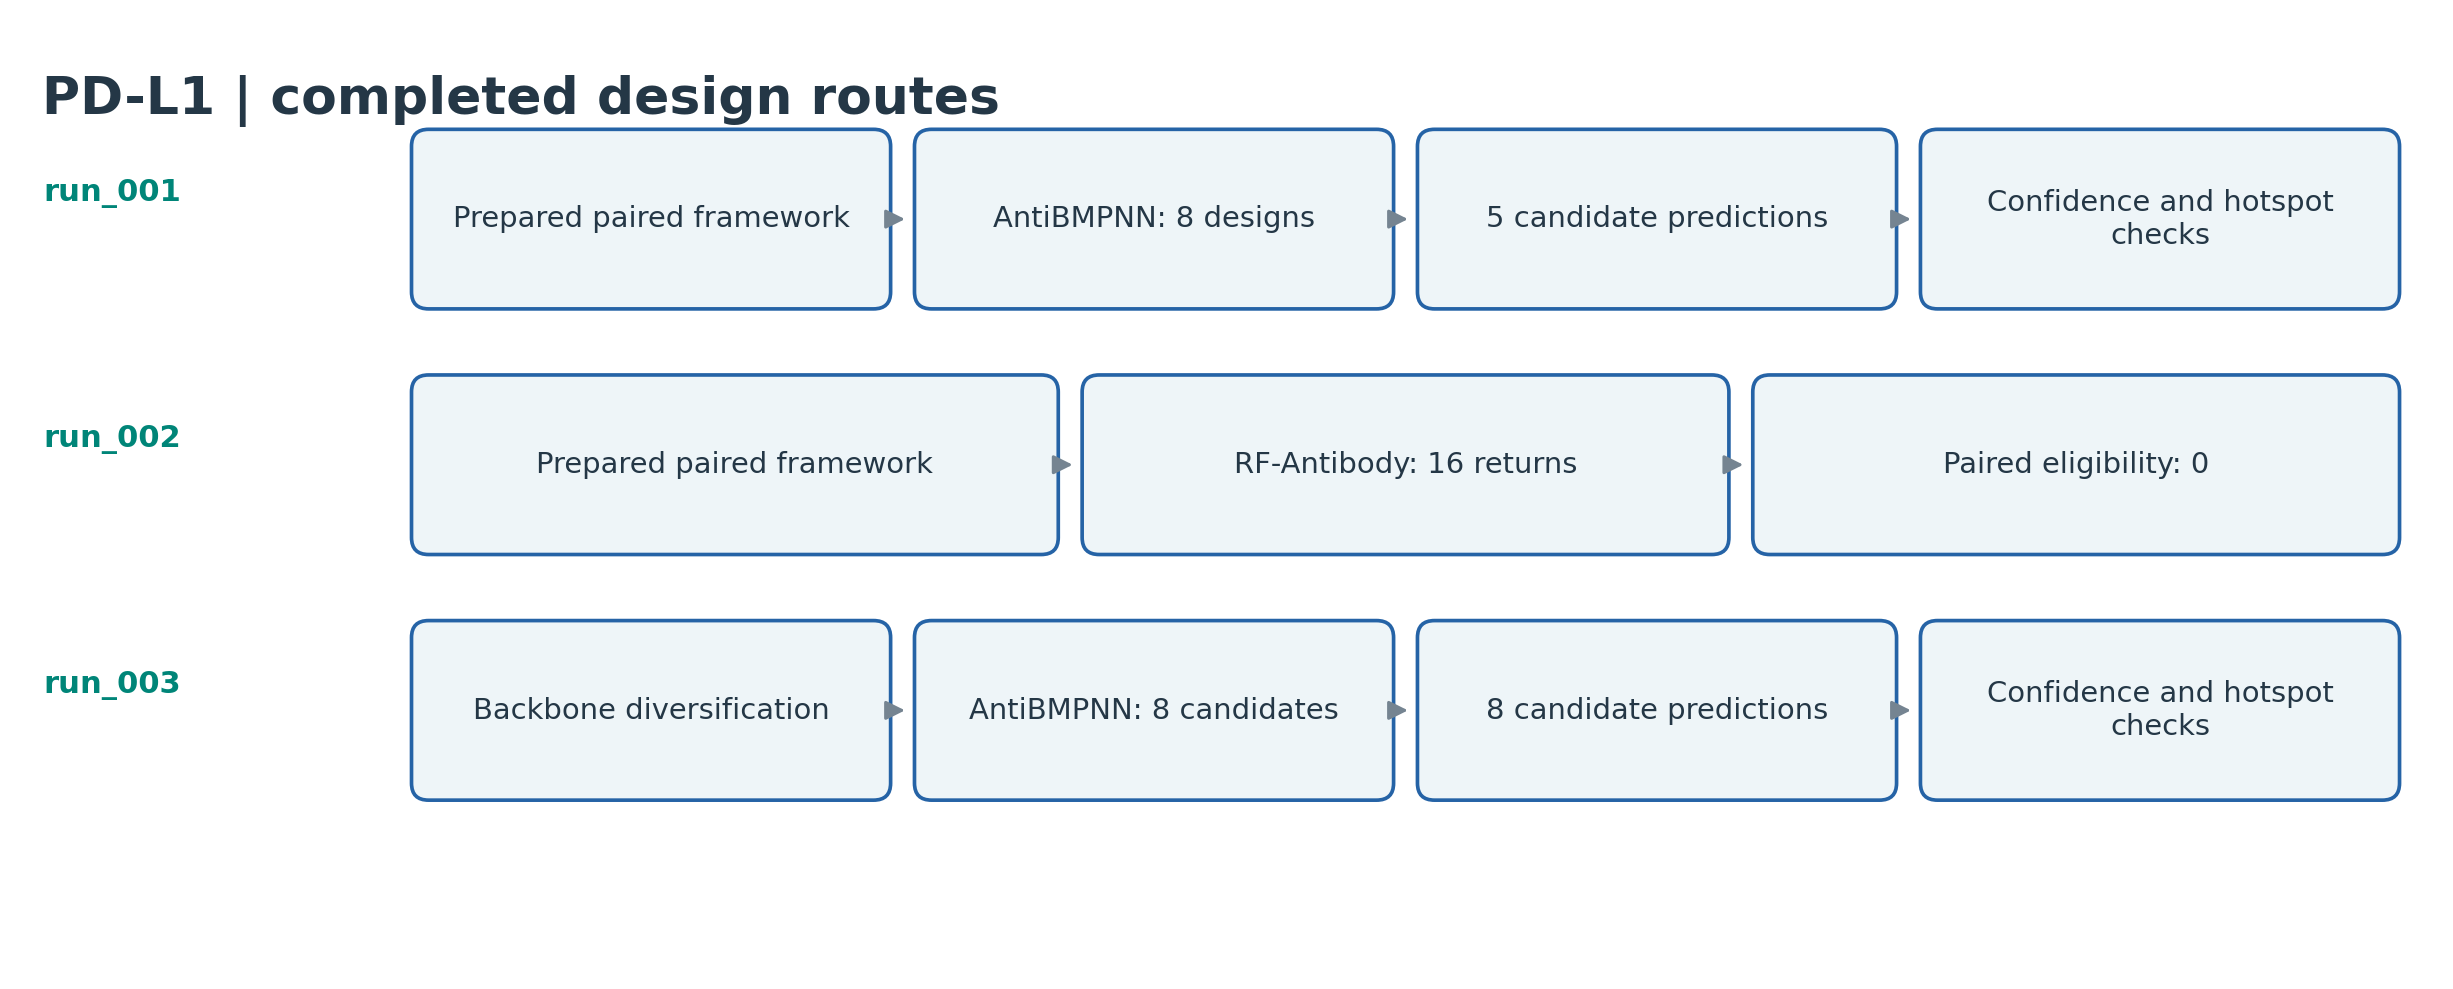 PD-L1 | completed design routes
run_001
Prepared paired framework
AntiBMPNN: 8 designs
5 candidate predictions
Confidence and hotspot
checks
run_002
Prepared paired framework
RF-Antibody: 16 returns
Paired eligibility: 0
run_003
Backbone diversification
AntiBMPNN: 8 candidates
8 candidate predictions
Confidence and hotspot
checks